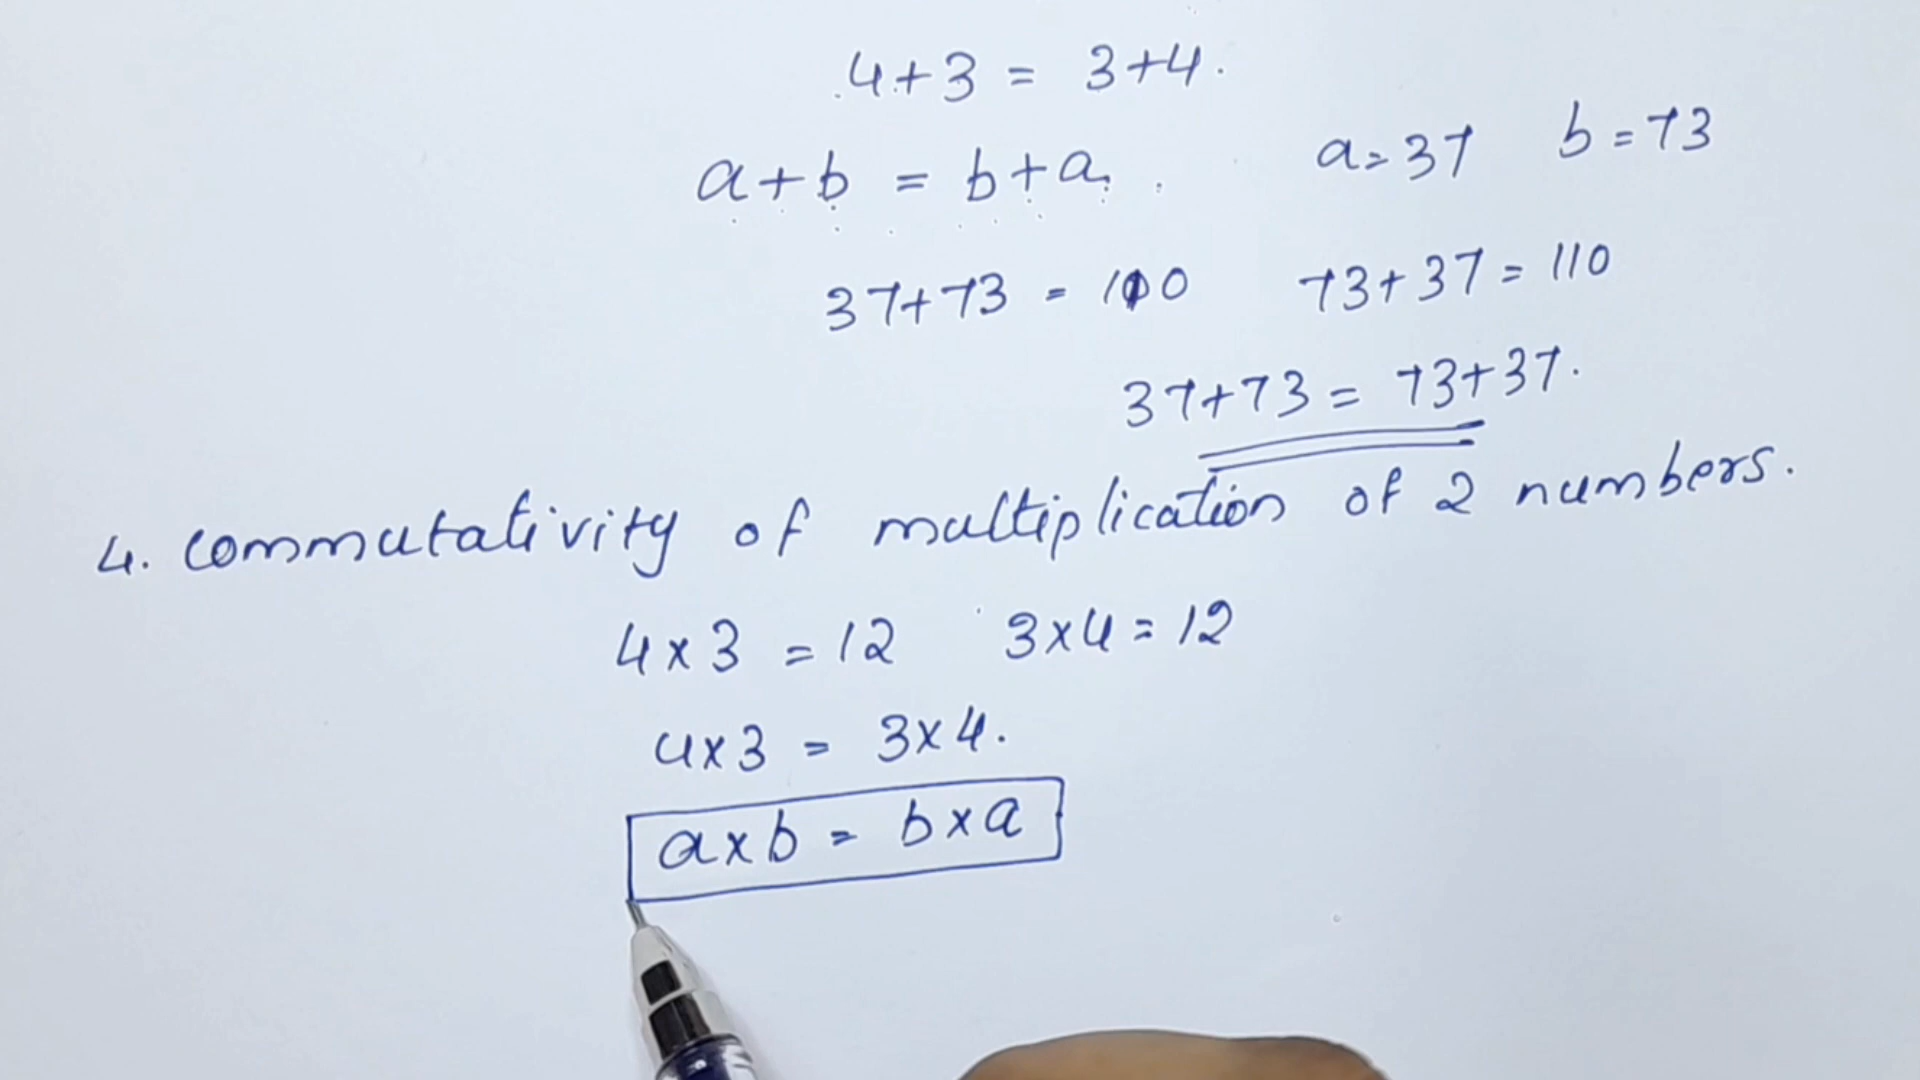 4+3 = 3+4.
a+b = b+a.
a=37 b=73
37+73 = 110 73+37 = 110
37+73 = 73+37.
4. commutativity of multiplication of 2 numbers.
4×3 = 12 3×4 = 12
4×3 = 3×4.
a×b = b×a